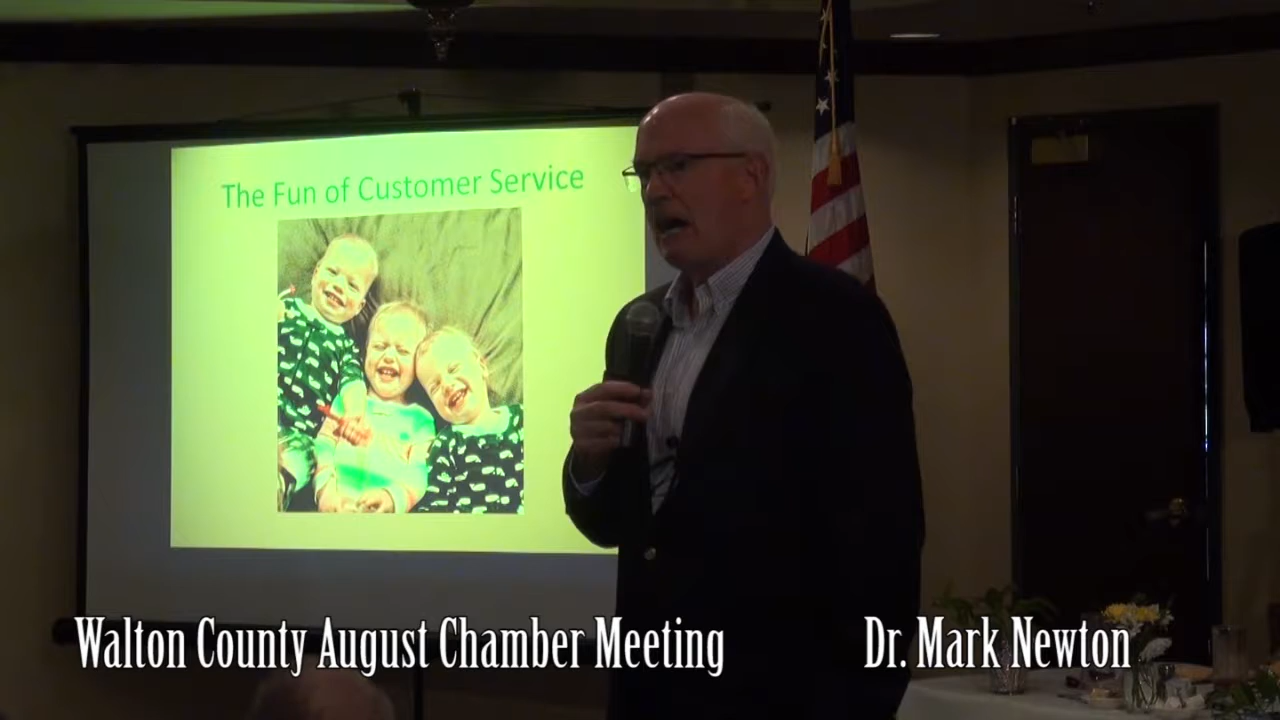 The Fun of Customer Service
Walton County August Chamber Meeting
Dr. Mark Newton